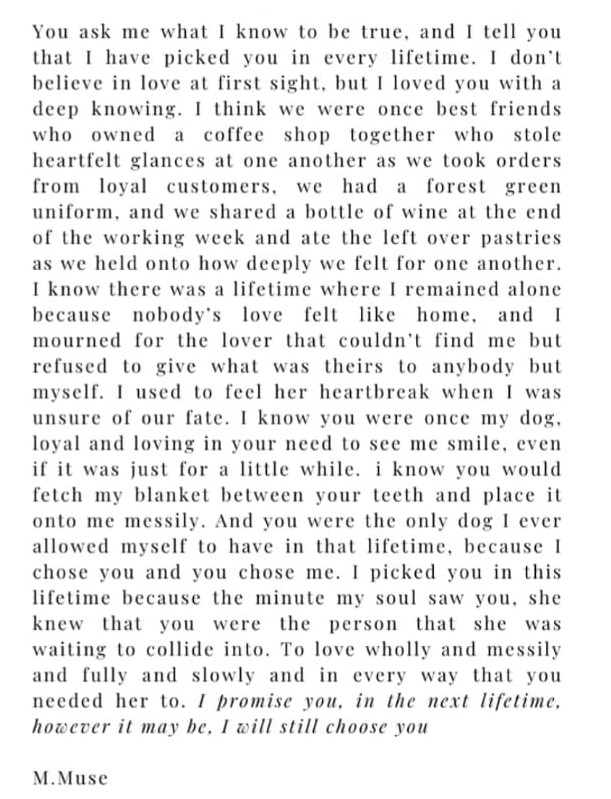 You ask me what I know to be true, and I tell you
that I have picked you in every lifetime. I don't
believe in love at first sight, but I loved you with a
deep knowing. I think we were once best friends
who owned a coffee shop together who stole
heartfelt glances at one another as we took orders
from loyal customers, we had a forest green
uniform, and we shared a bottle of wine at the end
of the working week and ate the left over pastries
as we held onto how deeply we felt for one another.
I know there was a lifetime where I remained alone
because nobody's love felt like home, and I
mourned for the lover that couldn't find me but
refused to give what was theirs to anybody but
myself. I used to feel her heartbreak when I was
unsure of our fate. I know you were once my dog,
loyal and loving in your need to see me smile, even
if it was just for a little while. i know you would
fetch my blanket between your teeth and place it
onto me messily. And you were the only dog I ever
allowed myself to have in that lifetime, because I
chose you and you chose me. I picked you in this
lifetime because the minute my soul saw you, she
knew that you were the person that she was
waiting to collide into. To love wholly and messily
and fully and slowly and in every way that you
needed her to. I promise you, in the next lifetime,
however it may be, I will still choose you
M.Muse